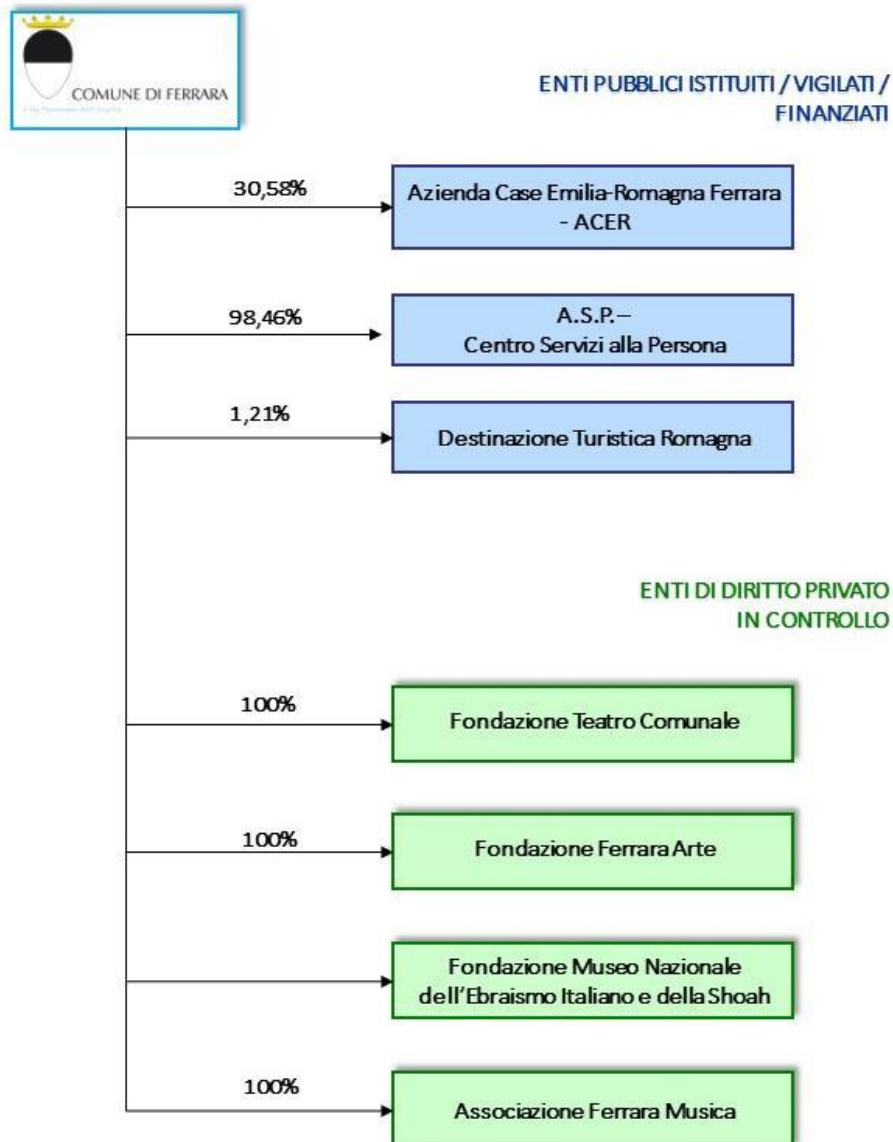 COMUNE DI FERRARA
ENTI PUBBLICI ISTITUITI / VIGILATI /
FINANZIATI
30,58%
Azienda Case Emilia-Romagna Ferrara
- ACER
98,46%
A.S.P.–
Centro Servizi alla Persona
1,21%
Destinazione Turistica Romagna
ENTI DI DIRITTO PRIVATO
IN CONTROLLO
100%
Fondazione Teatro Comunale
100%
Fondazione Ferrara Arte
Fondazione Museo Nazionale
dell'Ebraismo Italiano e della Shoah
100%
Associazione Ferrara Musica